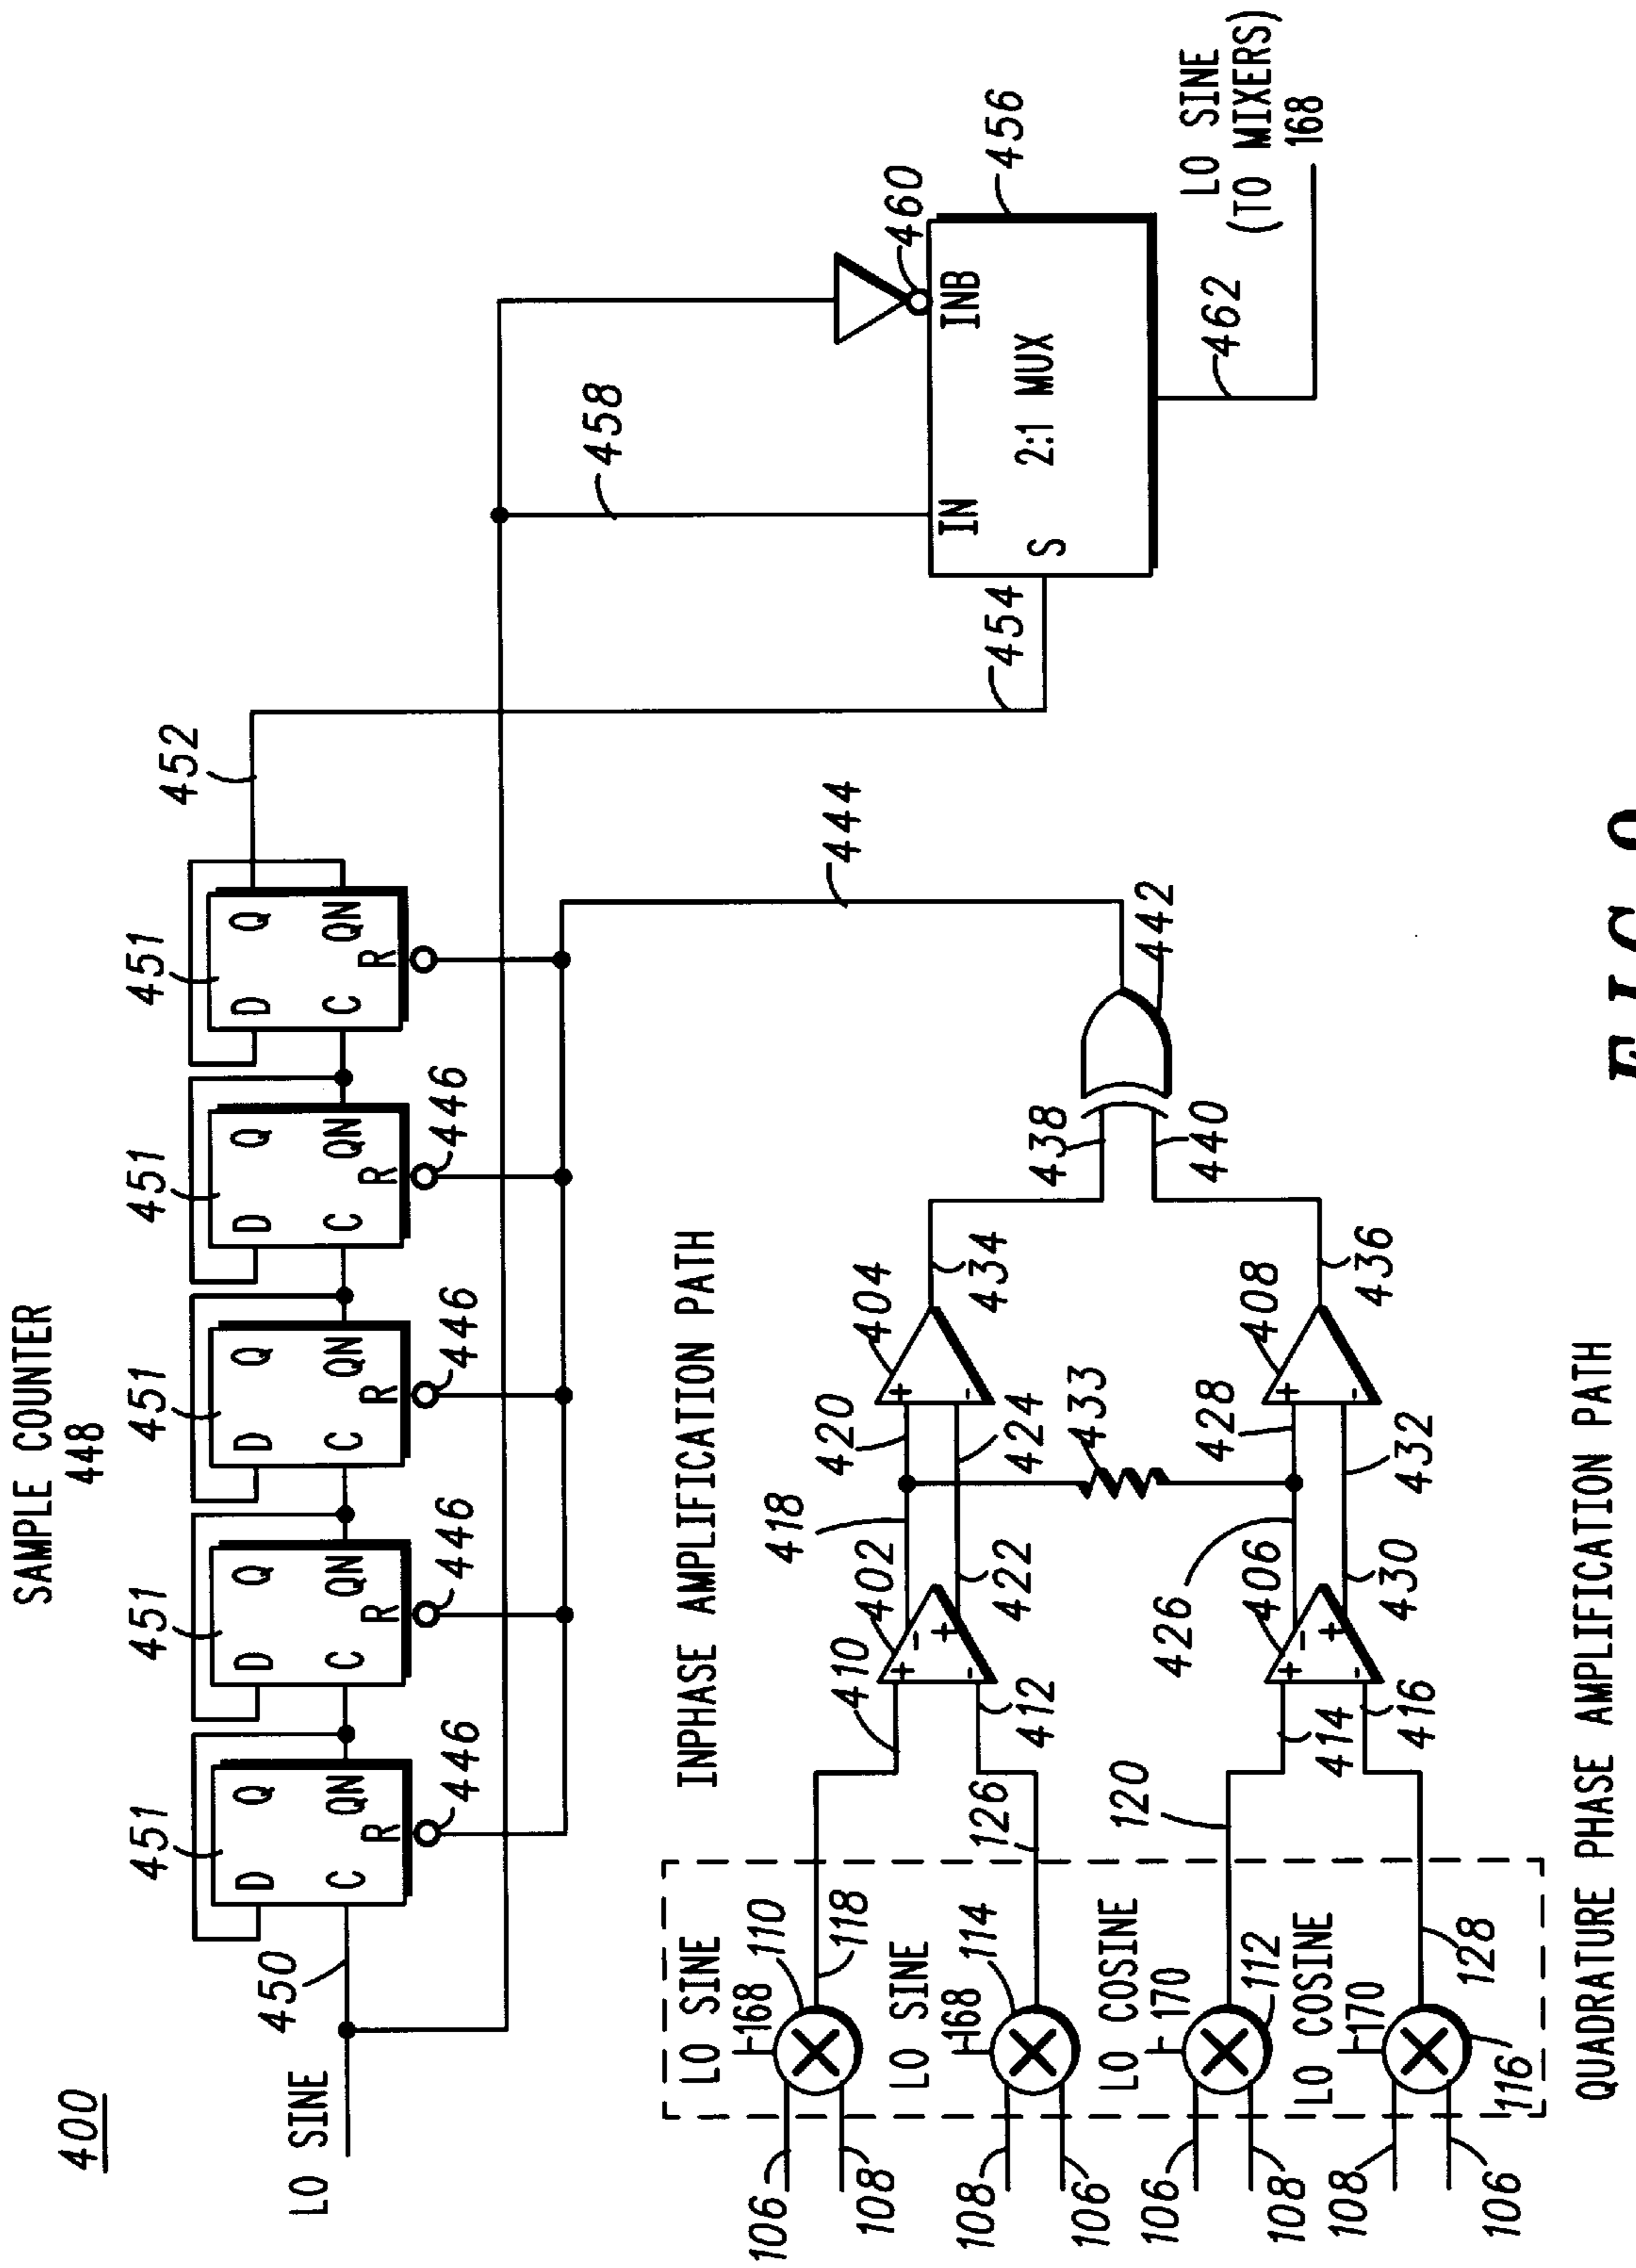 400
SAMPLE COUNTER
448
451
451
451
451
451
452
D Q
D Q
D Q
D Q
D Q
C QN
C QN
C QN
C QN
C QN
R
R
R
R
R
446
446
446
446
450
LO SINE
458
460
IN
INB
2:1 MUX
S
456
454
462
LO SINE
(TO MIXERS)
168
444
INPHASE AMPLIFICATION PATH
LO SINE
168
110
106
108
118
410
402
418
420
404
+
-
-
+
+
-
434
438
LO SINE
168
114
108
106
126
412
422
424
433
442
440
LO COSINE
170
112
106
108
120
414
426
406
428
408
+
-
-
+
+
-
436
LO COSINE
170
116
108
106
128
416
430
432
QUADRATURE PHASE AMPLIFICATION PATH